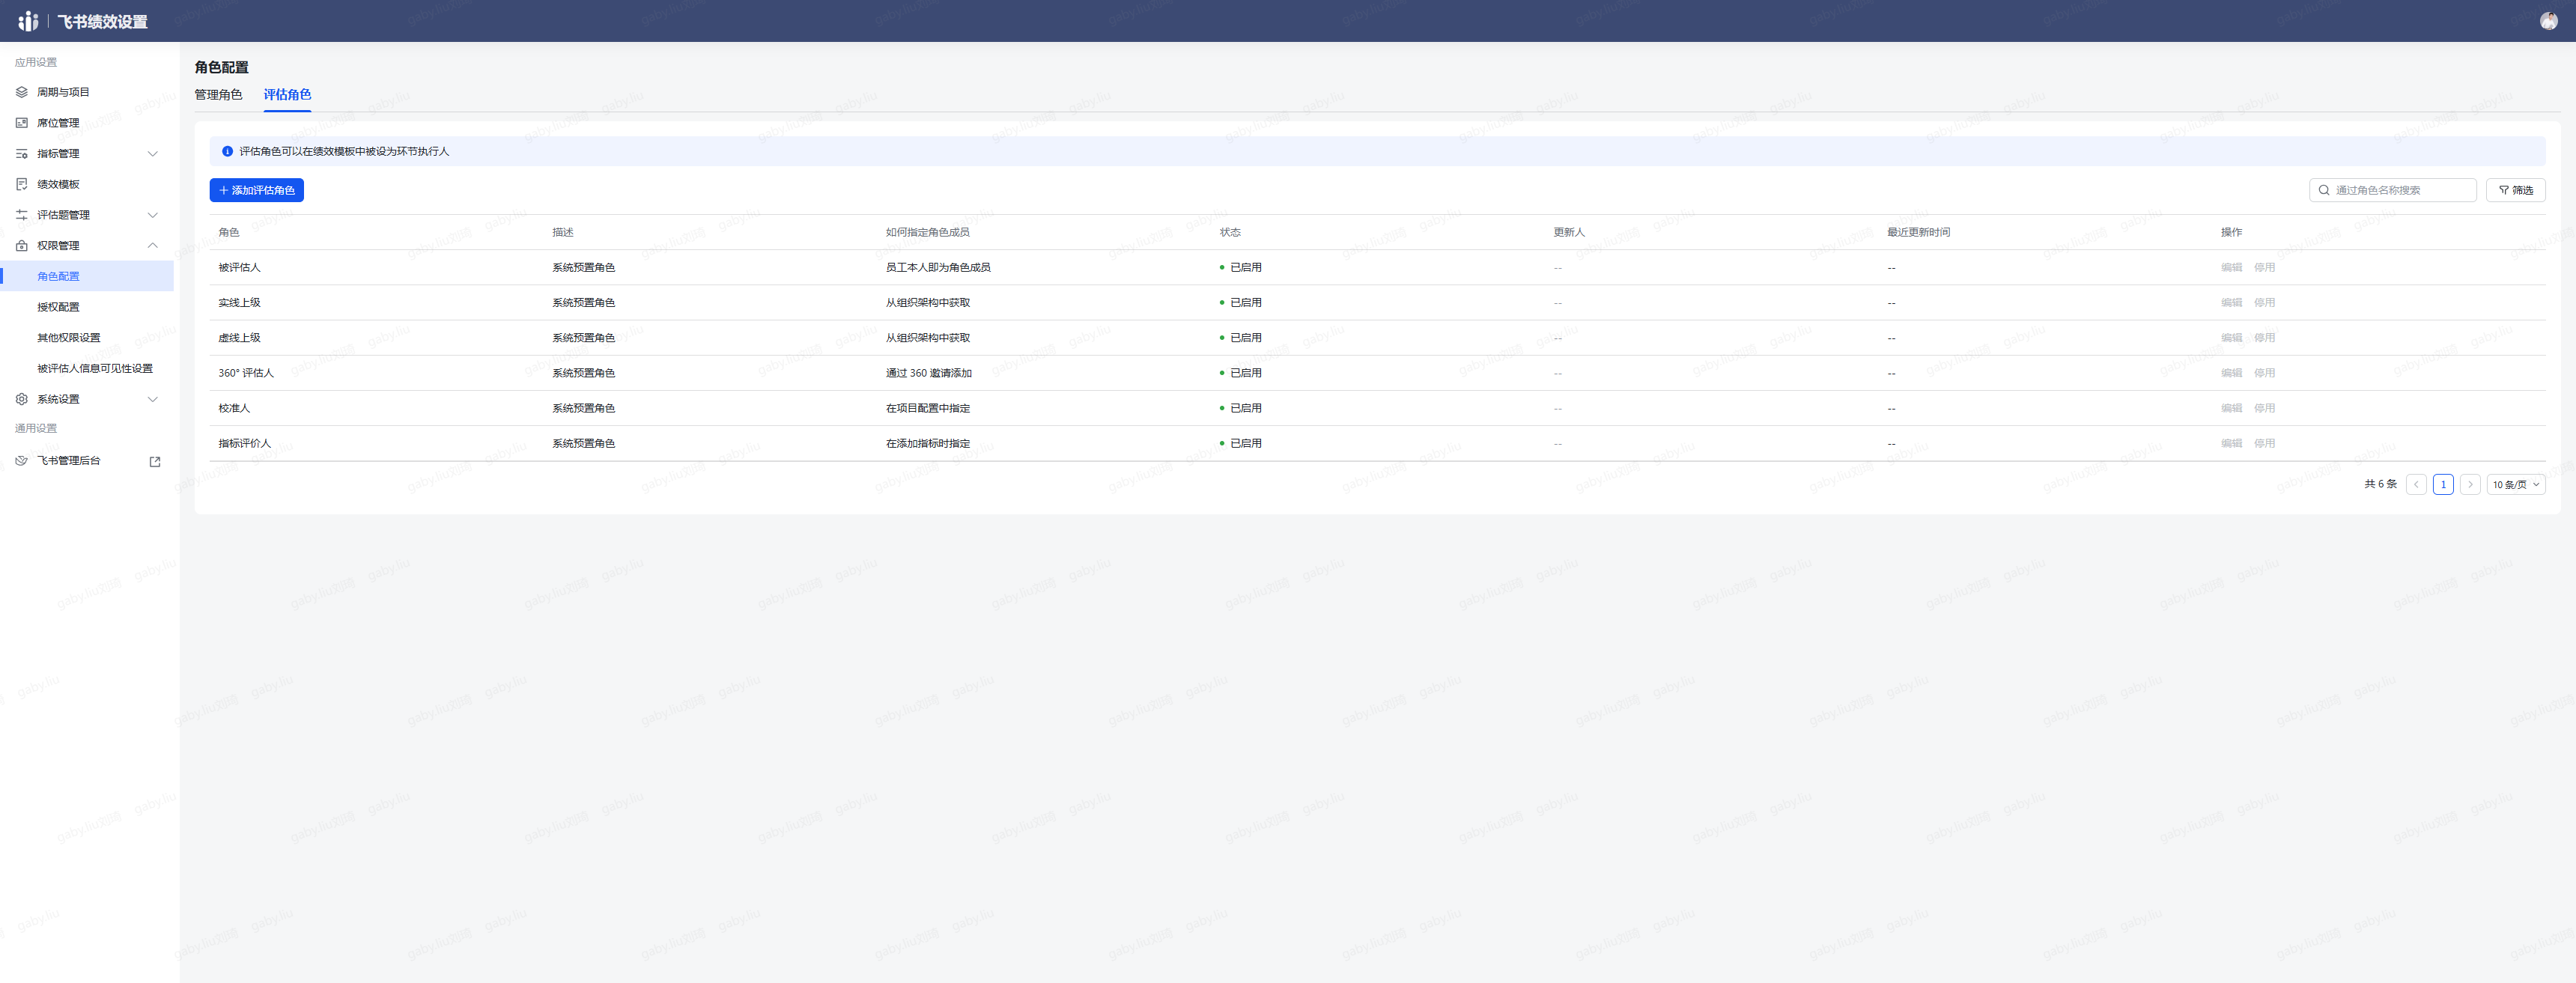 飞书绩效设置
应用设置
周期与项目
席位管理
指标管理
绩效模板
评估题管理
权限管理
角色配置
授权配置
其他权限设置
被评估人信息可见性设置
系统设置
通用设置
飞书管理后台
角色配置
管理角色 评估角色
评估角色可以在绩效模板中被设为环节执行人
添加评估角色 通过角色名称搜索 筛选
角色 描述 如何指定角色成员 状态 更新人 最近更新时间 操作
被评估人 系统预置角色 员工本人即为角色成员 已启用 -- -- 编辑 停用
实线上级 系统预置角色 从组织架构中获取 已启用 -- -- 编辑 停用
虚线上级 系统预置角色 从组织架构中获取 已启用 -- -- 编辑 停用
360° 评估人 系统预置角色 通过 360 邀请添加 已启用 -- -- 编辑 停用
校准人 系统预置角色 在项目配置中指定 已启用 -- -- 编辑 停用
指标评价人 系统预置角色 在添加指标时指定 已启用 -- -- 编辑 停用
共 6 条 1 10 条/页